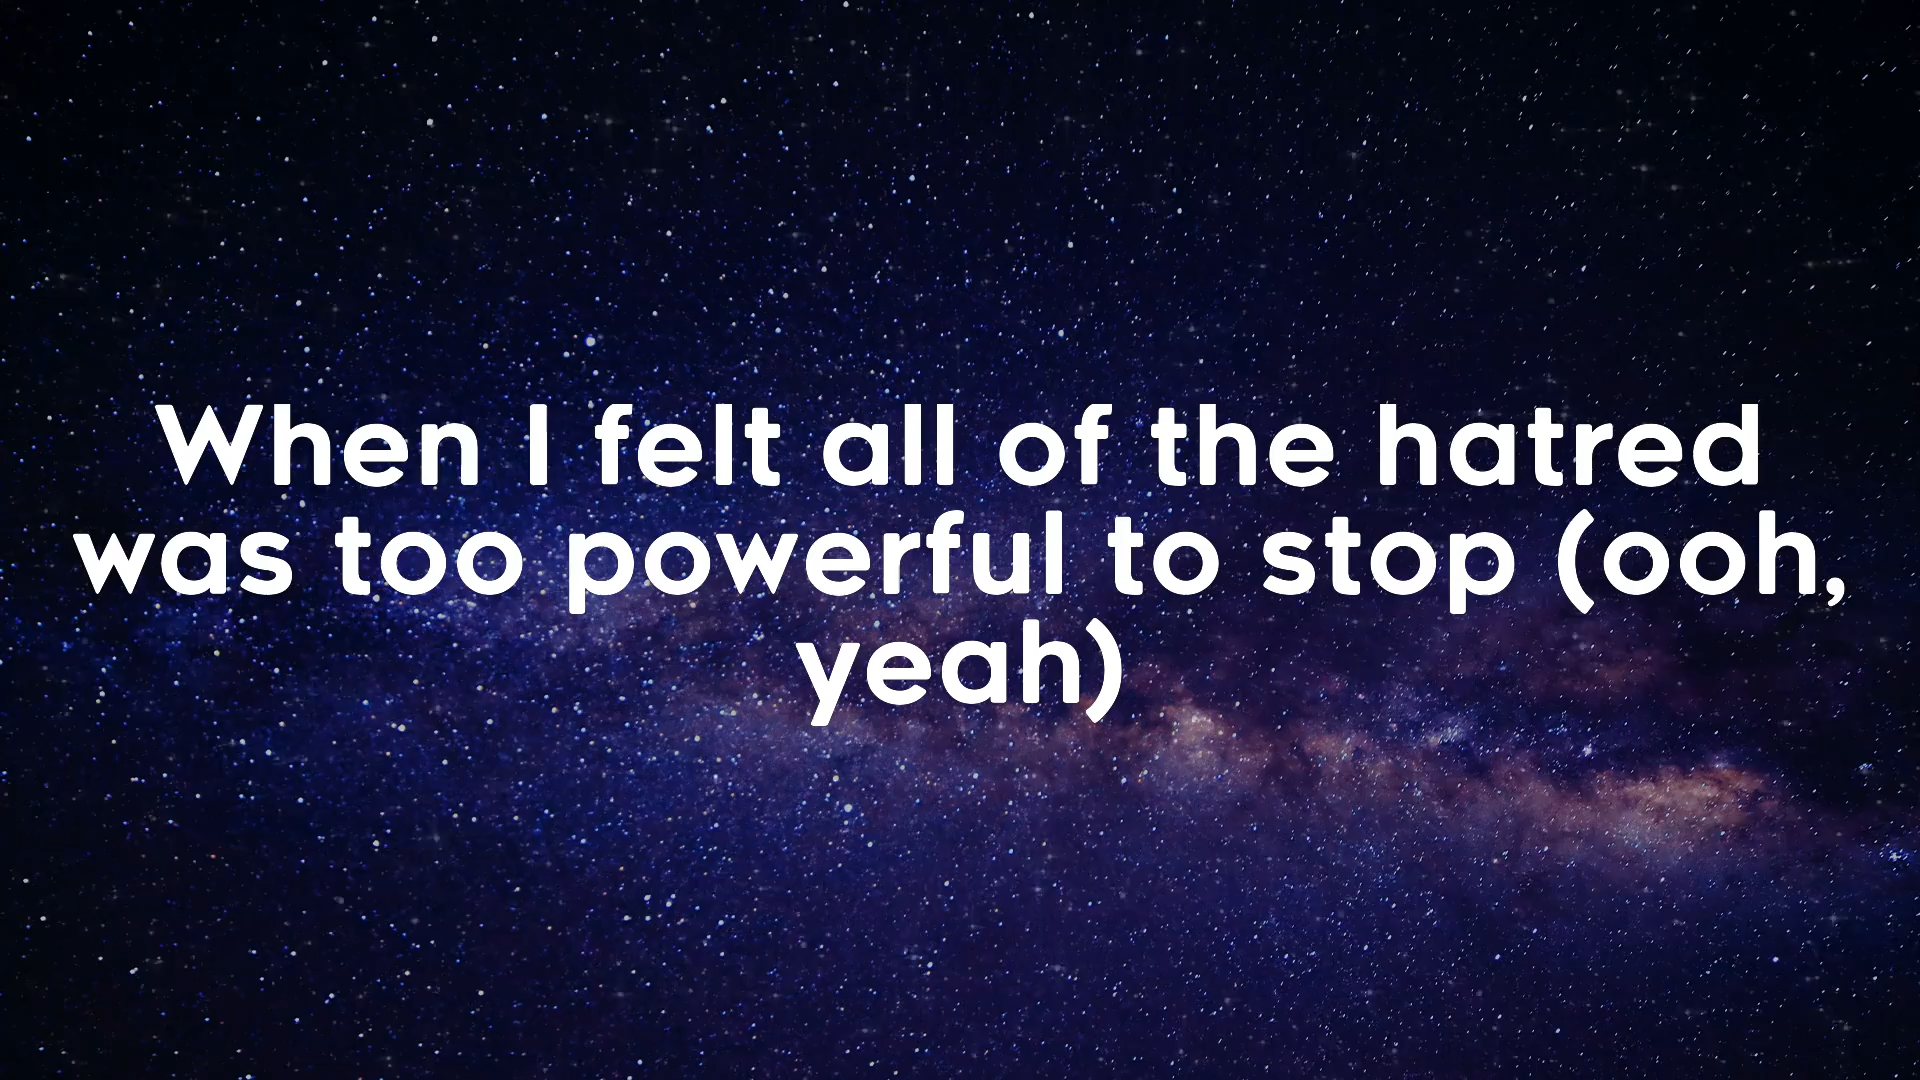 When I felt all of the hatred
was too powerful to stop (ooh,
yeah)